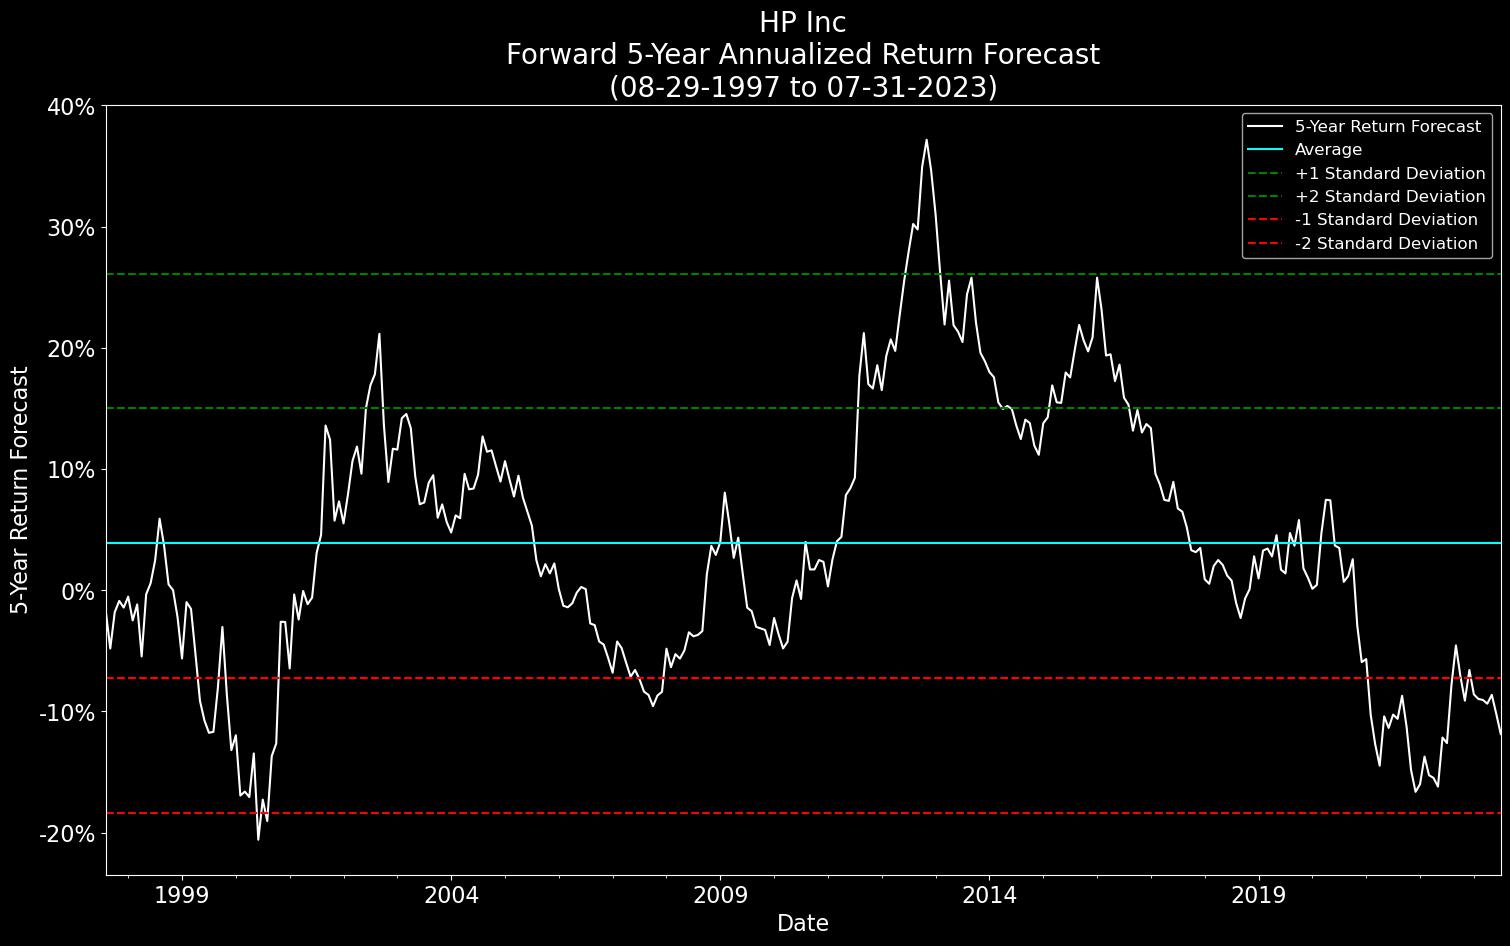 HP Inc
Forward 5-Year Annualized Return Forecast
(08-29-1997 to 07-31-2023)
40%
30%
20%
10%
0%
-10%
-20%
5-Year Return Forecast
5-Year Return Forecast
Average
+1 Standard Deviation
+2 Standard Deviation
-1 Standard Deviation
-2 Standard Deviation
1999 2004 2009 2014 2019
Date